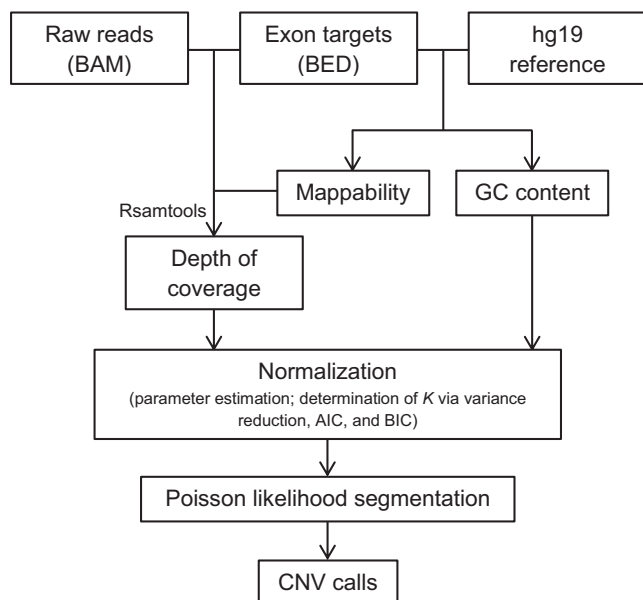 Raw reads
(BAM)
Exon targets
(BED)
hg19
reference
Mappability
GC content
Rsamtools
Depth of
coverage
Normalization
(parameter estimation; determination of K via variance
reduction, AIC, and BIC)
Poisson likelihood segmentation
CNV calls